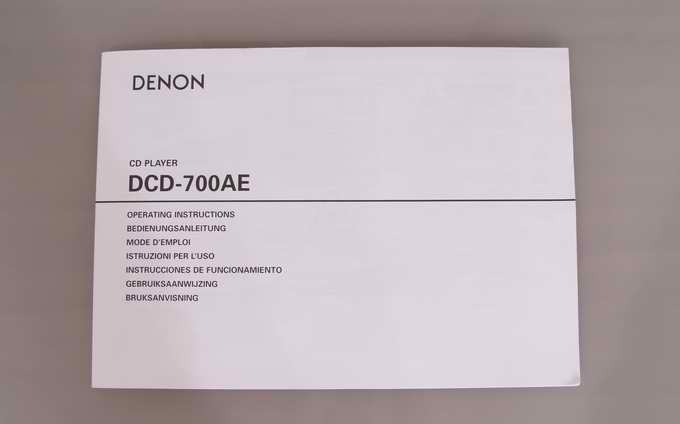 DENON
CD PLAYER
DCD-700AE
OPERATING INSTRUCTIONS
BEDIENUNGSANLEITUNG
MODE D'EMPLOI
ISTRUZIONI PER L'USO
INSTRUCCIONES DE FUNCIONAMIENTO
GEBRUIKSAANWIJZING
BRUKSANVISNING